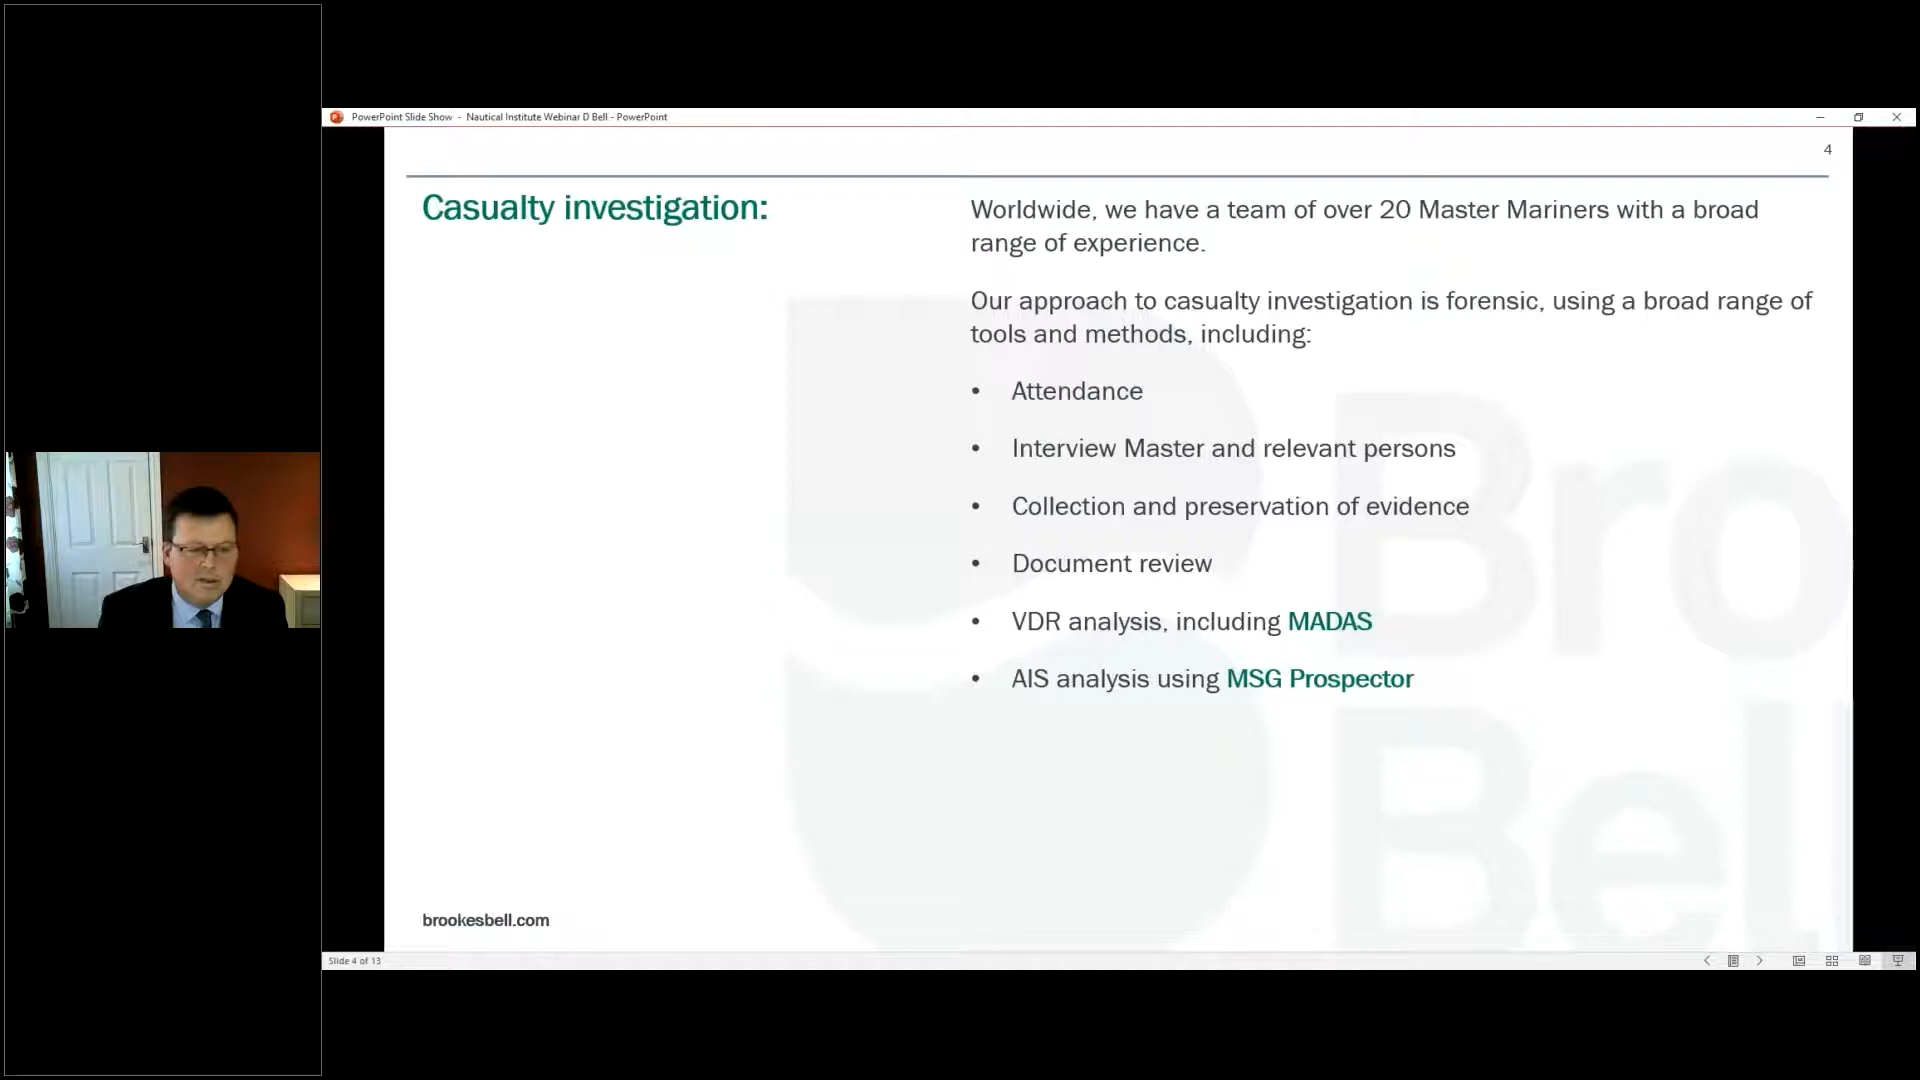 PowerPoint Slide Show - Nautical Institute Webinar D Bell - PowerPoint
4
Casualty investigation:
Worldwide, we have a team of over 20 Master Mariners with a broad
range of experience.
Our approach to casualty investigation is forensic, using a broad range of
tools and methods, including:
• Attendance
• Interview Master and relevant persons
• Collection and preservation of evidence
• Document review
• VDR analysis, including MADAS
• AIS analysis using MSG Prospector
Bro
Bell
brookesbell.com
Slide 4 of 13